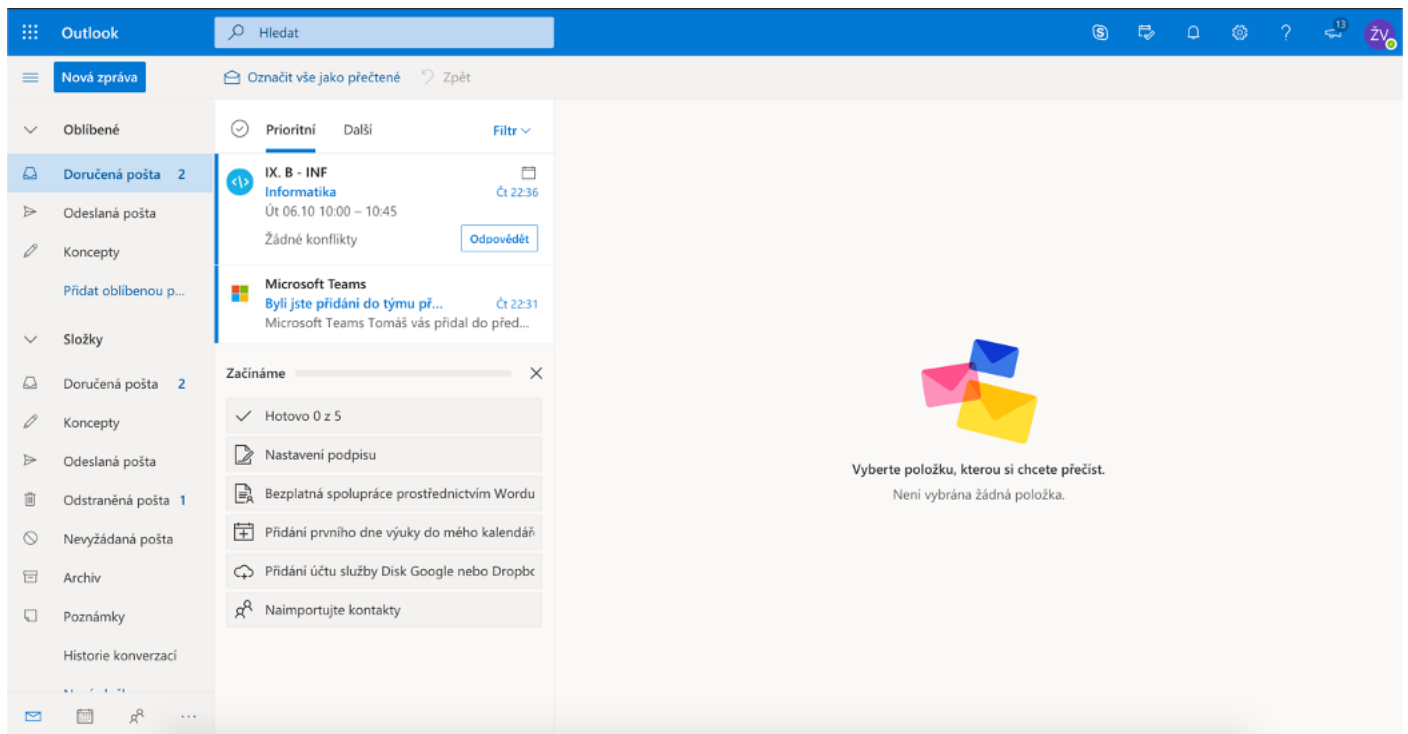 Outlook
Hledat
13
ŽV
Nová zpráva
Označit vše jako přečtené
Zpět
Oblíbené
Doručená pošta 2
Odeslaná pošta
Koncepty
Přidat oblíbenou p...
Složky
Doručená pošta 2
Koncepty
Odeslaná pošta
Odstraněná pošta 1
Nevyžádaná pošta
Archiv
Poznámky
Historie konverzací
Prioritní
Další
Filtr
IX. B - INF
Informatika Čt 22:36
Út 06.10 10:00 – 10:45
Žádné konflikty
Odpovědět
Microsoft Teams
Byli jste přidáni do týmu př... Čt 22:31
Microsoft Teams Tomáš vás přidal do před...
Začínáme
Hotovo 0 z 5
Nastavení podpisu
Bezplatná spolupráce prostřednictvím Wordu
Přidání prvního dne výuky do mého kalendář
Přidání účtu služby Disk Google nebo Dropbo
Naimportujte kontakty
Vyberte položku, kterou si chcete přečíst.
Není vybrána žádná položka.